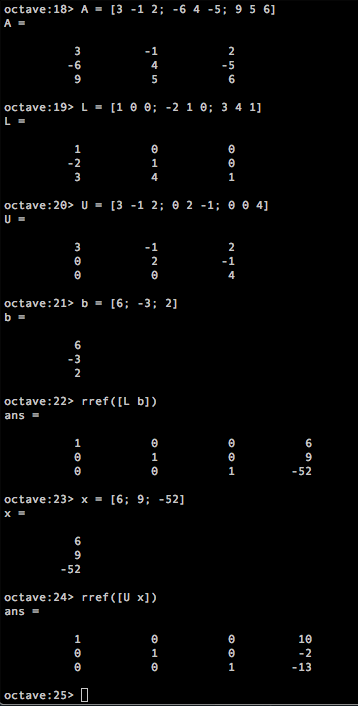 octave:18> A = [3 -1 2; -6 4 -5; 9 5 6]
A =
3 -1 2
-6 4 -5
9 5 6
octave:19> L = [1 0 0; -2 1 0; 3 4 1]
L =
1 0 0
-2 1 0
3 4 1
octave:20> U = [3 -1 2; 0 2 -1; 0 0 4]
U =
3 -1 2
0 2 -1
0 0 4
octave:21> b = [6; -3; 2]
b =
6
-3
2
octave:22> rref([L b])
ans =
1 0 0 6
0 1 0 9
0 0 1 -52
octave:23> x = [6; 9; -52]
x =
6
9
-52
octave:24> rref([U x])
ans =
1 0 0 10
0 1 0 -2
0 0 1 -13
octave:25>